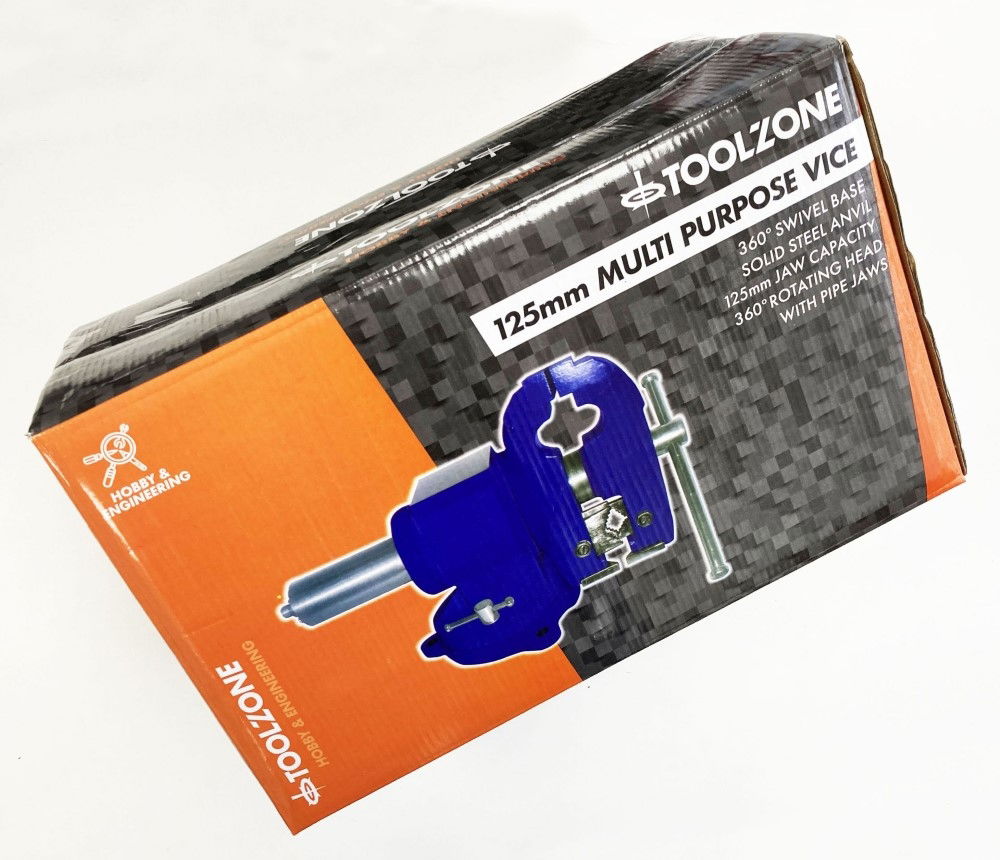 TOOLZONE
125mm MULTI PURPOSE VICE
360° SWIVEL BASE
SOLID STEEL ANVIL
125mm JAW CAPACITY
360° ROTATING HEAD
WITH PIPE JAWS
HOBBY &
ENGINEERING
TOOLZONE
HOBBY & ENGINEERING
TOOLZONE